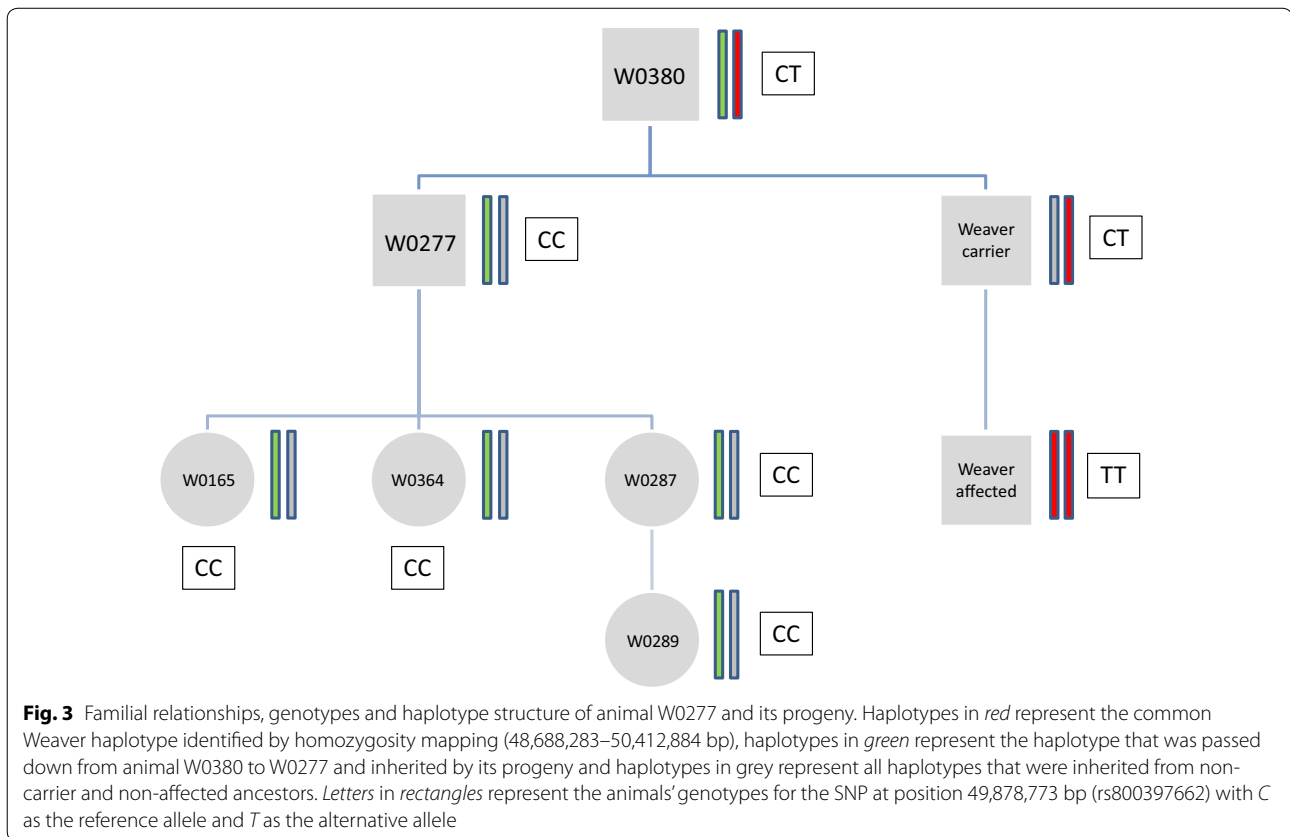 W0380
CT
W0277
CC
Weaver
carrier
CT
W0165
W0364
W0287
CC
Weaver
affected
TT
CC
CC
W0289
CC
Fig. 3 Familial relationships, genotypes and haplotype structure of animal W0277 and its progeny. Haplotypes in red represent the common
Weaver haplotype identified by homozygosity mapping (48,688,283–50,412,884 bp), haplotypes in green represent the haplotype that was passed
down from animal W0380 to W0277 and inherited by its progeny and haplotypes in grey represent all haplotypes that were inherited from non-
carrier and non-affected ancestors. Letters in rectangles represent the animals' genotypes for the SNP at position 49,878,773 bp (rs800397662) with C
as the reference allele and T as the alternative allele